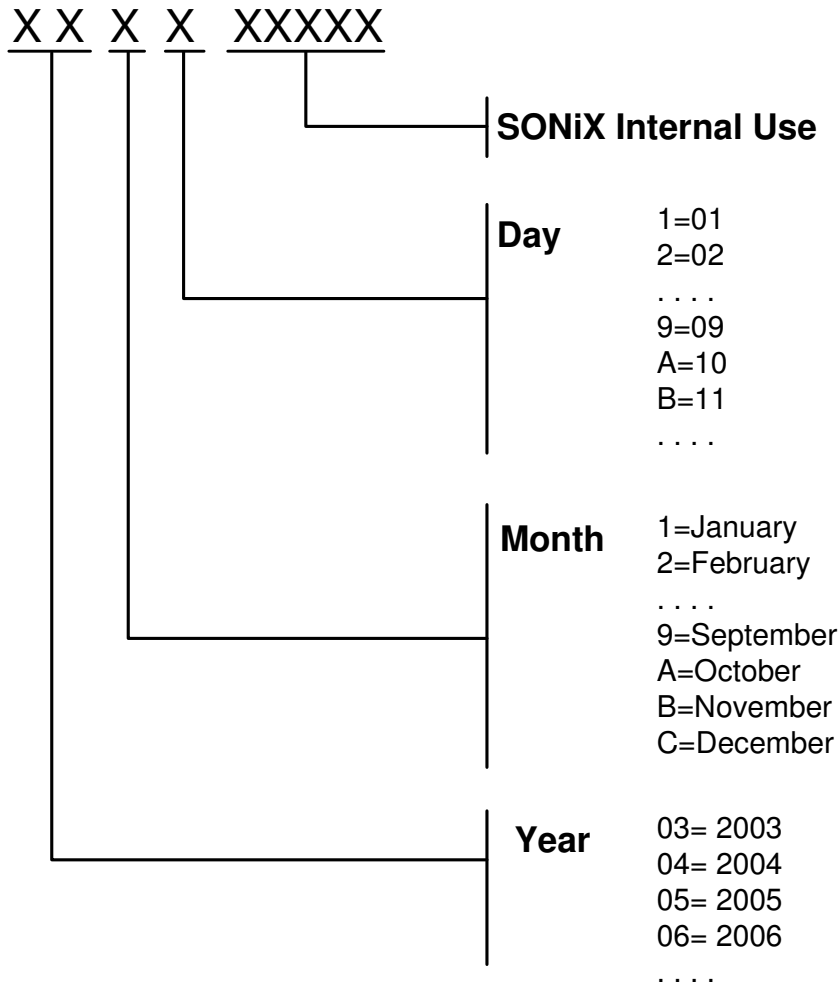 X X X X XXXXX
SONiX Internal Use
Day
1=01
2=02
. . . .
9=09
A=10
B=11
. . . .
Month
1=January
2=February
. . . .
9=September
A=October
B=November
C=December
Year
03= 2003
04= 2004
05= 2005
06= 2006
. . . .